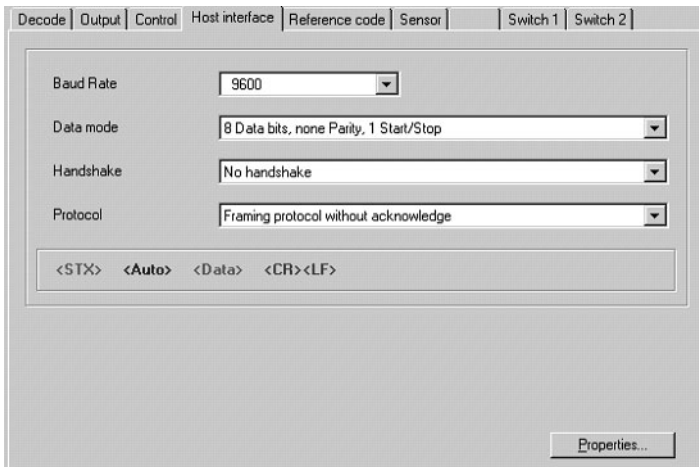 Decode Output Control Host interface Reference code Sensor Switch 1 Switch 2
Baud Rate 9600
Data mode 8 Data bits, none Parity, 1 Start/Stop
Handshake No handshake
Protocol Framing protocol without acknowledge
<STX> <Auto> <Data> <CR><LF>
Properties...